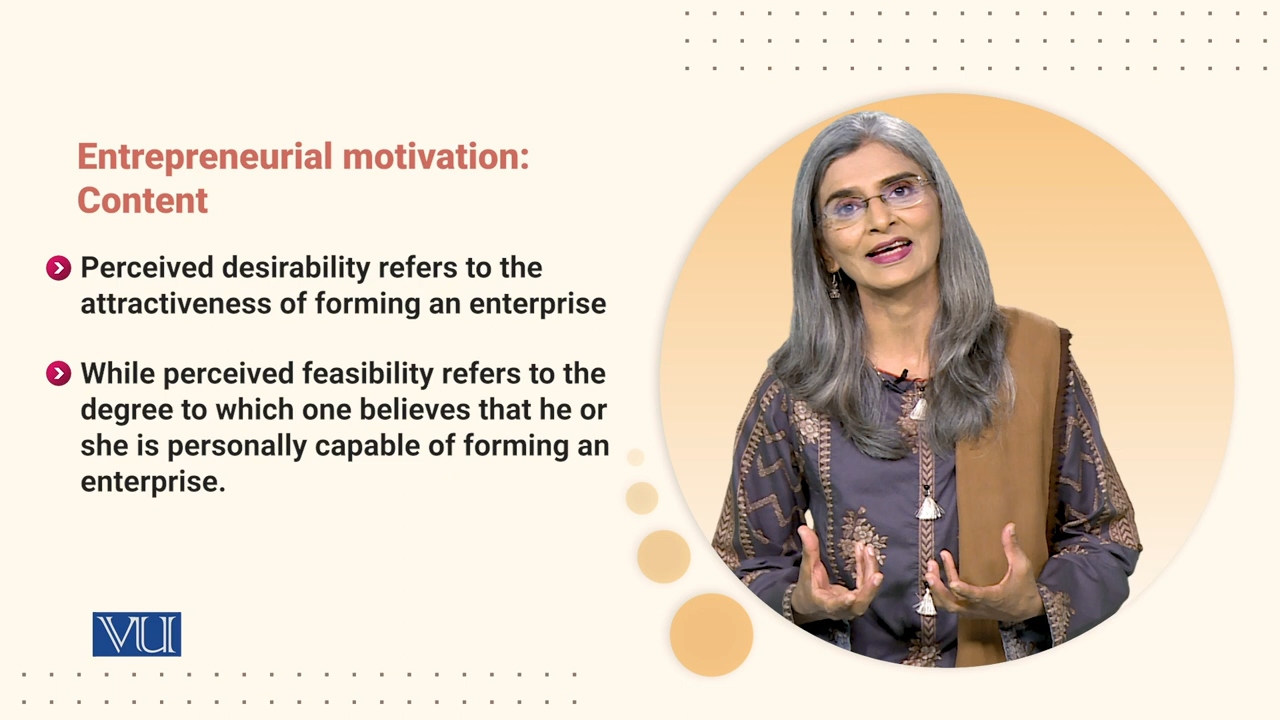 Entrepreneurial motivation:
Content
Perceived desirability refers to the
attractiveness of forming an enterprise
While perceived feasibility refers to the
degree to which one believes that he or
she is personally capable of forming an
enterprise.
VU